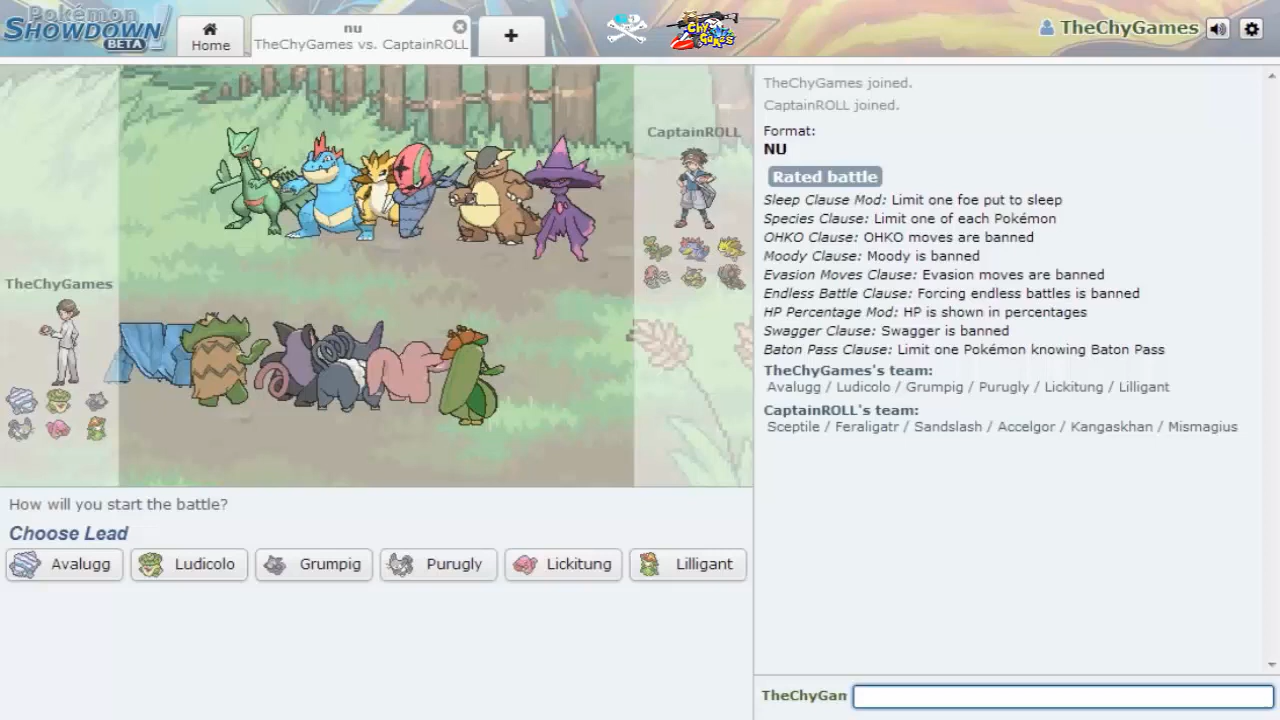 Pokémon
SHOWDOWN
BETA
Home
nu
TheChyGames vs. CaptainROLL
+
Chy
Games
TheChyGames
CaptainROLL
TheChyGames
How will you start the battle?
Choose Lead
Avalugg
Ludicolo
Grumpig
Purugly
Lickitung
Lilligant
TheChyGames joined.
CaptainROLL joined.
Format:
NU
Rated battle
Sleep Clause Mod: Limit one foe put to sleep
Species Clause: Limit one of each Pokémon
OHKO Clause: OHKO moves are banned
Moody Clause: Moody is banned
Evasion Moves Clause: Evasion moves are banned
Endless Battle Clause: Forcing endless battles is banned
HP Percentage Mod: HP is shown in percentages
Swagger Clause: Swagger is banned
Baton Pass Clause: Limit one Pokémon knowing Baton Pass
TheChyGames's team:
Avalugg / Ludicolo / Grumpig / Purugly / Lickitung / Lilligant
CaptainROLL's team:
Sceptile / Feraligatr / Sandslash / Accelgor / Kangaskhan / Mismagius
TheChyGam